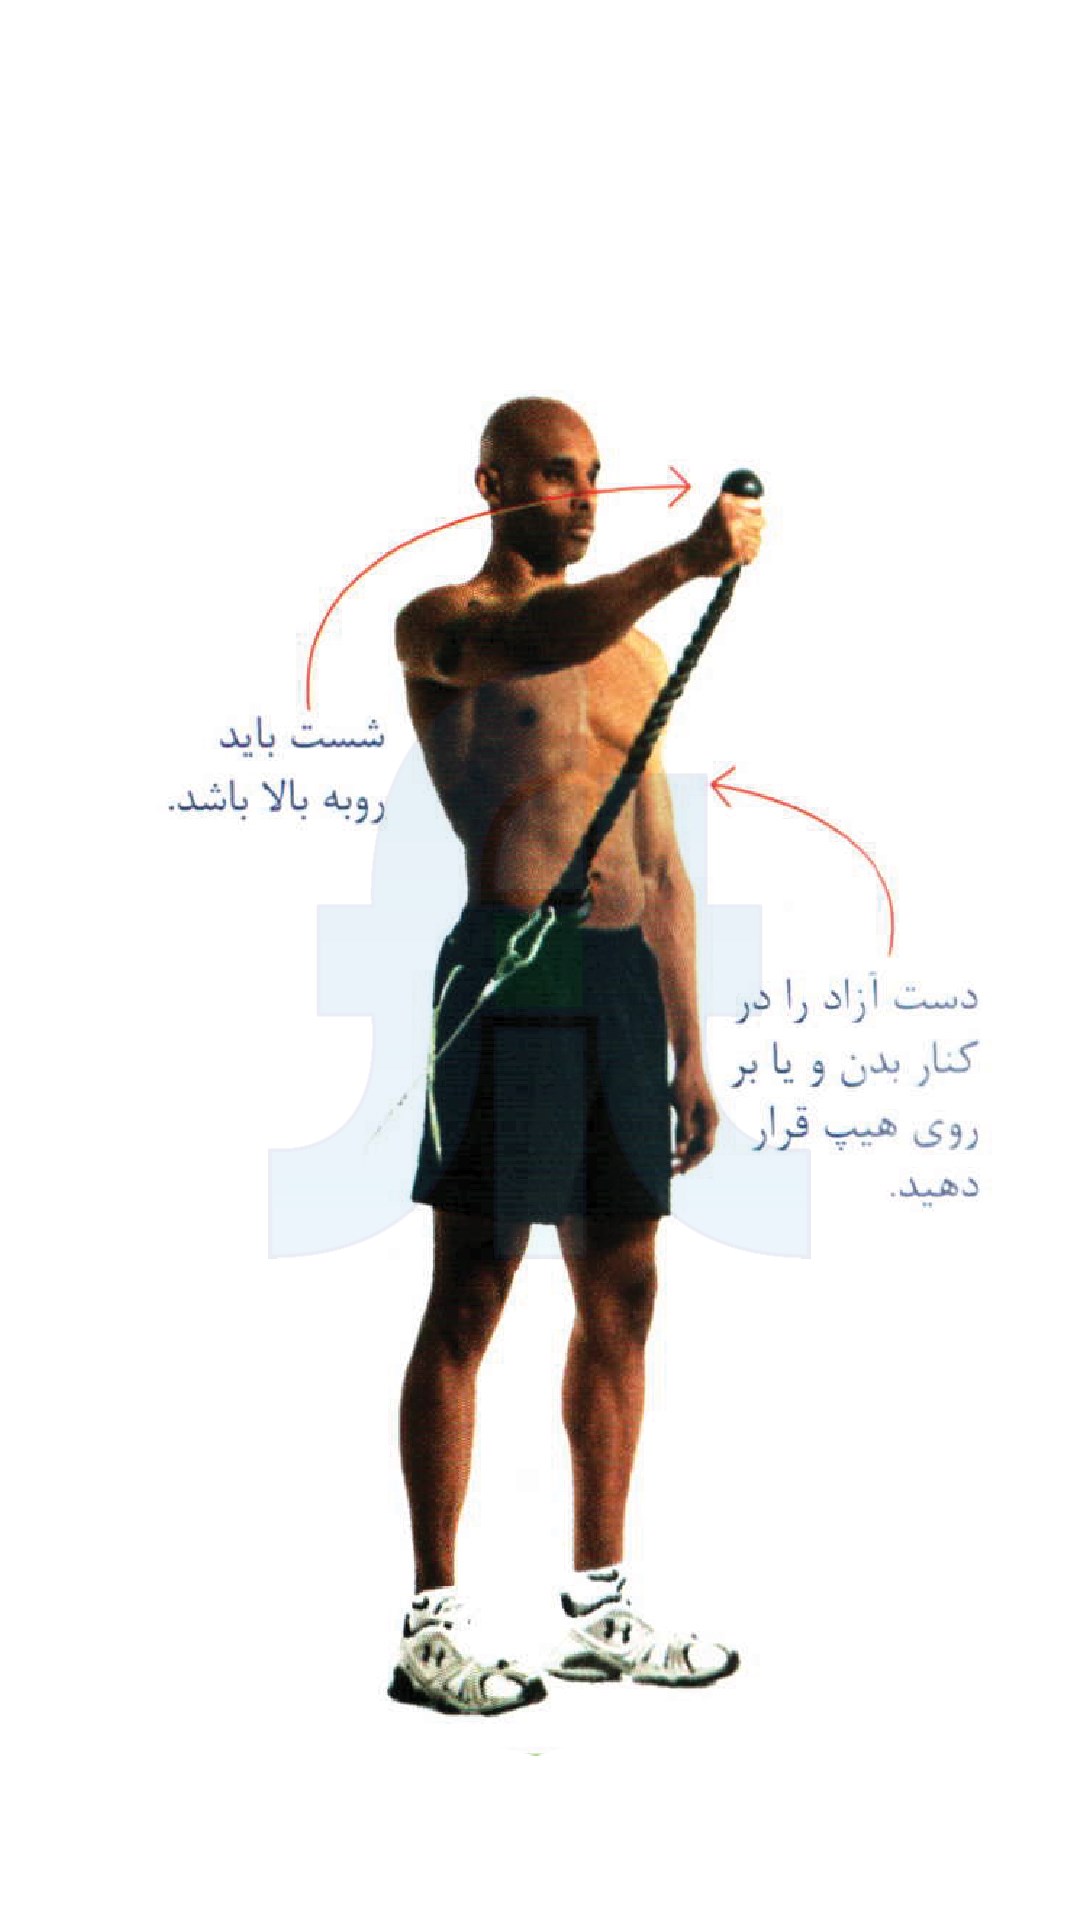 شست باید
روبه بالا باشد.
دست آزاد را در
کنار بدن و یا بر
روی هیپ قرار
دهید.